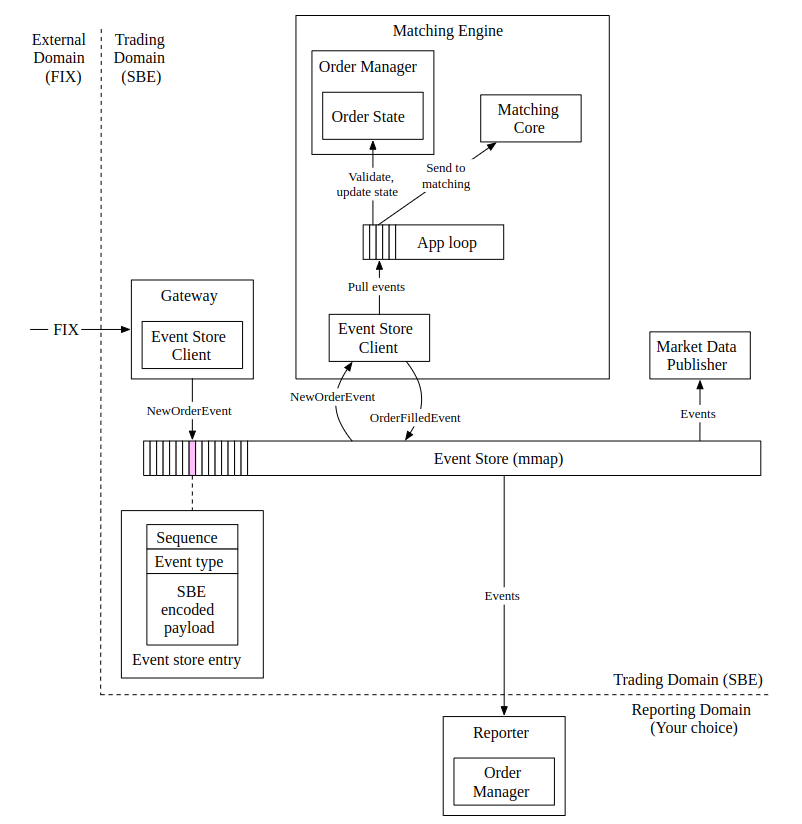 External
Domain
(FIX)
Trading
Domain
(SBE)
Matching Engine
Order Manager
Order State
Matching
Core
Validate,
update state
Send to
matching
App loop
Pull events
Event Store
Client
Gateway
Event Store
Client
FIX
NewOrderEvent
NewOrderEvent
OrderFilledEvent
Market Data
Publisher
Events
Event Store (mmap)
Sequence
Event type
SBE
encoded
payload
Event store entry
Events
Trading Domain (SBE)
Reporting Domain
(Your choice)
Reporter
Order
Manager